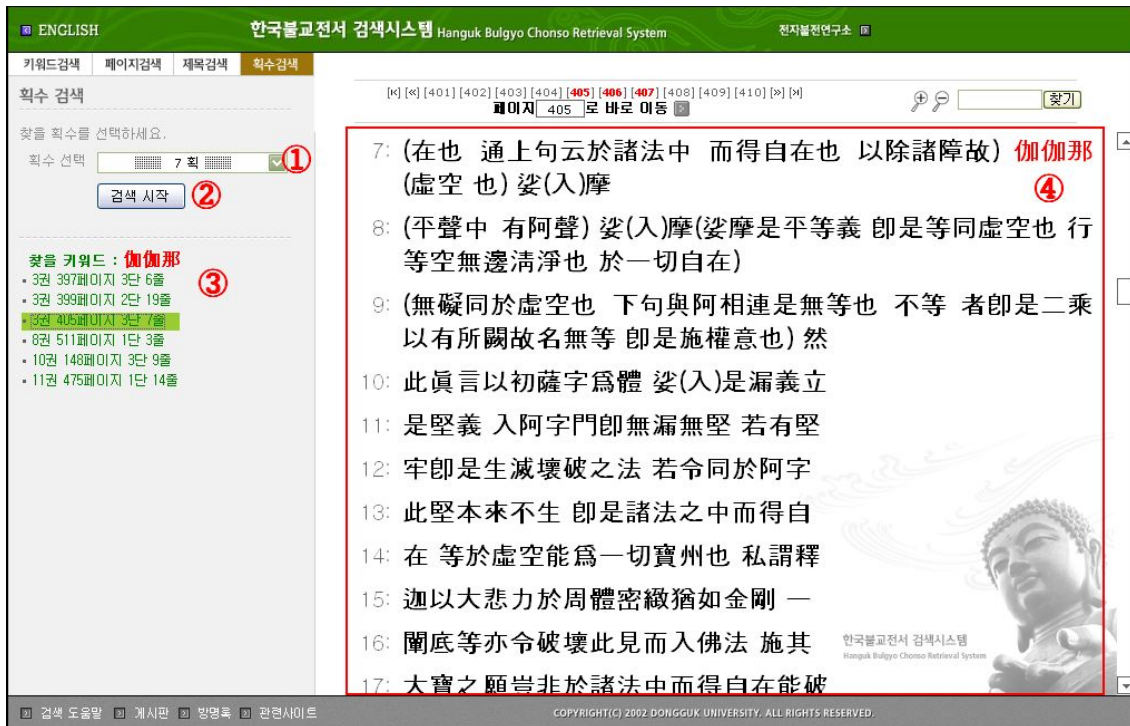 ENGLISH
한국불교전서 검색시스템 Hanguk Bulgyo Chonso Retrieval System
전자불전연구소
키워드검색 페이지검색 제목검색 획수검색
획수 검색
찾을 획수를 선택하세요.
획수 선택 7 획 ①
검색 시작 ②
찾을 키워드 : 伽伽那
③
3권 397페이지 3단 6줄
3권 399페이지 2단 19줄
3권 405페이지 3단 7줄
8권 511페이지 1단 3줄
10권 148페이지 3단 9줄
11권 475페이지 1단 14줄
[401] [402] [403] [404] [405] [406] [407] [408] [409] [410]
페이지 405 로 바로 이동
찾기
7: (在也 通上句云於諸法中 而得自在也 以除諸障故) 伽伽那
(虛空 也) 娑(入)摩
④
8: (平聲中 有阿聲) 娑(入)摩(娑摩是平等義 卽是等同虛空也 行
等空無邊淸淨也 於一切自在)
9: (無礙同於虛空也 下句與阿相連是無等也 不等 者卽是二乘
以有所闕故名無等 卽是施權意也) 然
10: 此眞言以初薩字爲體 娑(入)是漏義立
11: 是堅義 入阿字門卽無漏無堅 若有堅
12: 牢卽是生滅壞破之法 若令同於阿字
13: 此堅本來不生 卽是諸法之中而得自
14: 在 等於虛空能爲一切寶州也 私謂釋
15: 迦以大悲力於周體密緻猶如金剛 一
16: 闡底等亦令破壞此見而入佛法 施其
17: 大寶之願豈非於諸法中而得自在能破
한국불교전서 검색시스템
Hanguk Bulgyo Chonso Retrieval System
검색 도움말 게시판 방명록 관련사이트
COPYRIGHT(C) 2002 DONGGUK UNIVERSITY. ALL RIGHTS RESERVED.